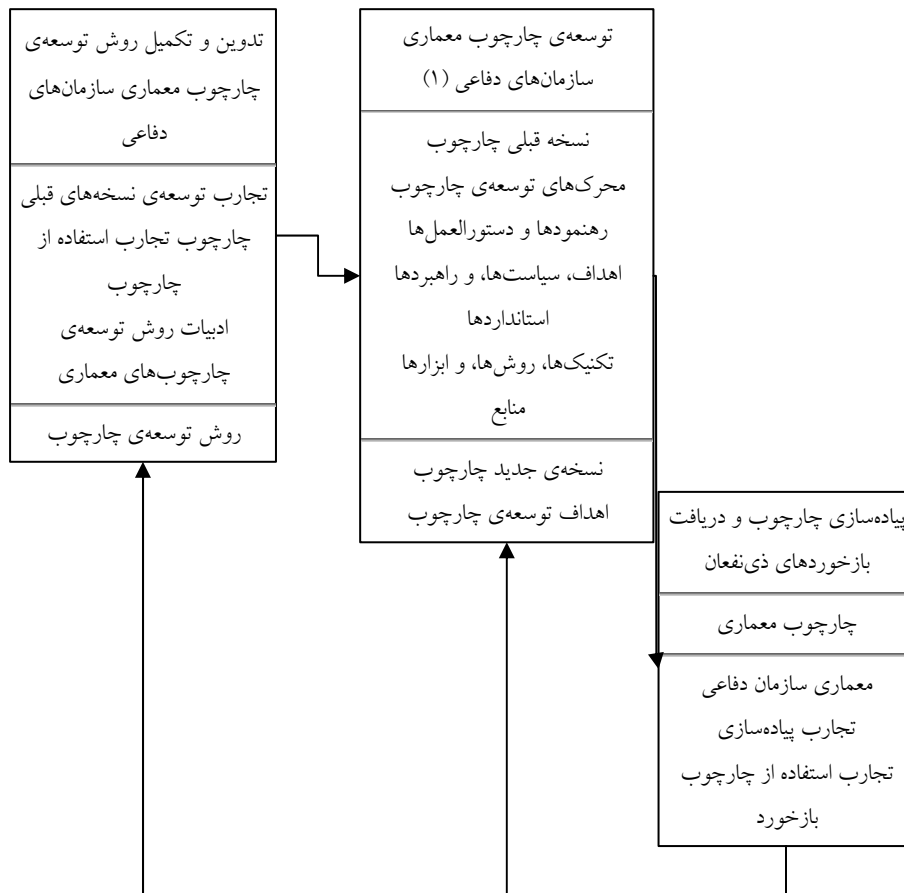 تدوین و تکمیل روش توسعه‌ی
چارچوب معماری سازمان‌های
دفاعی
تجارب توسعه‌ی نسخه‌های قبلی
چارچوب تجارب استفاده از
چارچوب
ادبیات روش توسعه‌ی
چارچوب‌های معماری
روش توسعه‌ی چارچوب
توسعه‌ی چارچوب معماری
سازمان‌های دفاعی (۱)
نسخه قبلی چارچوب
محرک‌های توسعه‌ی چارچوب
رهنمودها و دستورالعمل‌ها
اهداف، سیاست‌ها، و راهبردها
استانداردها
تکنیک‌ها، روش‌ها، و ابزارها
منابع
نسخه‌ی جدید چارچوب
اهداف توسعه‌ی چارچوب
پیاده‌سازی چارچوب و دریافت
بازخوردهای ذی‌نفعان
چارچوب معماری
معماری سازمان دفاعی
تجارب پیاده‌سازی
تجارب استفاده از چارچوب
بازخورد